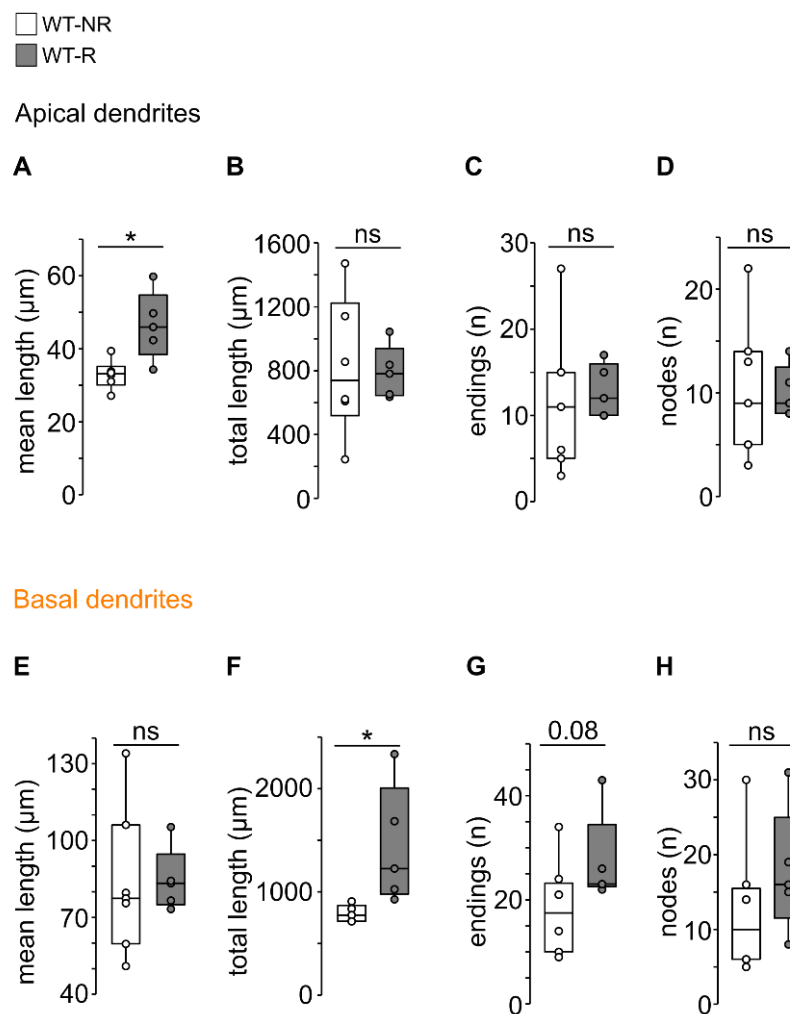 WT-NR
WT-R
Apical dendrites
A B C D
mean length (µm)
60
40
20
0
*
total length (µm)
1600
1200
800
400
0
ns
endings (n)
30
20
10
0
ns
nodes (n)
20
10
0
ns
Basal dendrites
E F G H
mean length (µm)
130
100
70
40
ns
total length (µm)
2000
1000
0
*
endings (n)
40
20
0
0.08
nodes (n)
30
20
10
0
ns